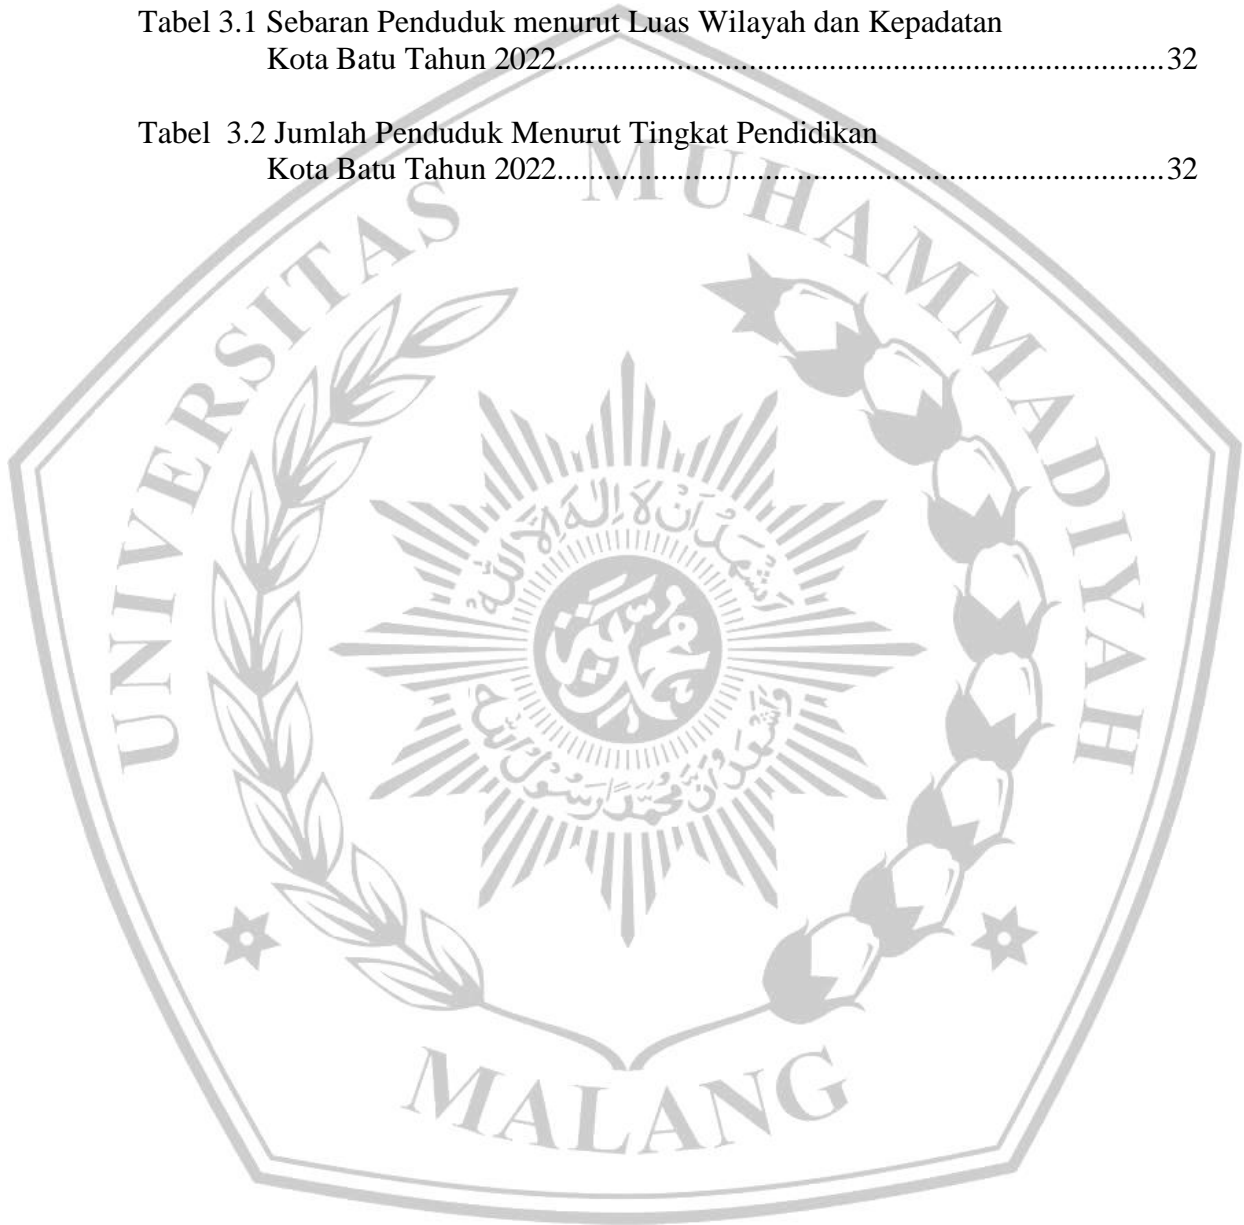 Tabel 3.1 Sebaran Penduduk menurut Luas Wilayah dan Kepadatan
Kota Batu Tahun 2022............................................................................32
Tabel  3.2 Jumlah Penduduk Menurut Tingkat Pendidikan
Kota Batu Tahun 2022............................................................................32
UNIVERSITAS MUHAMMADIYAH
MALANG